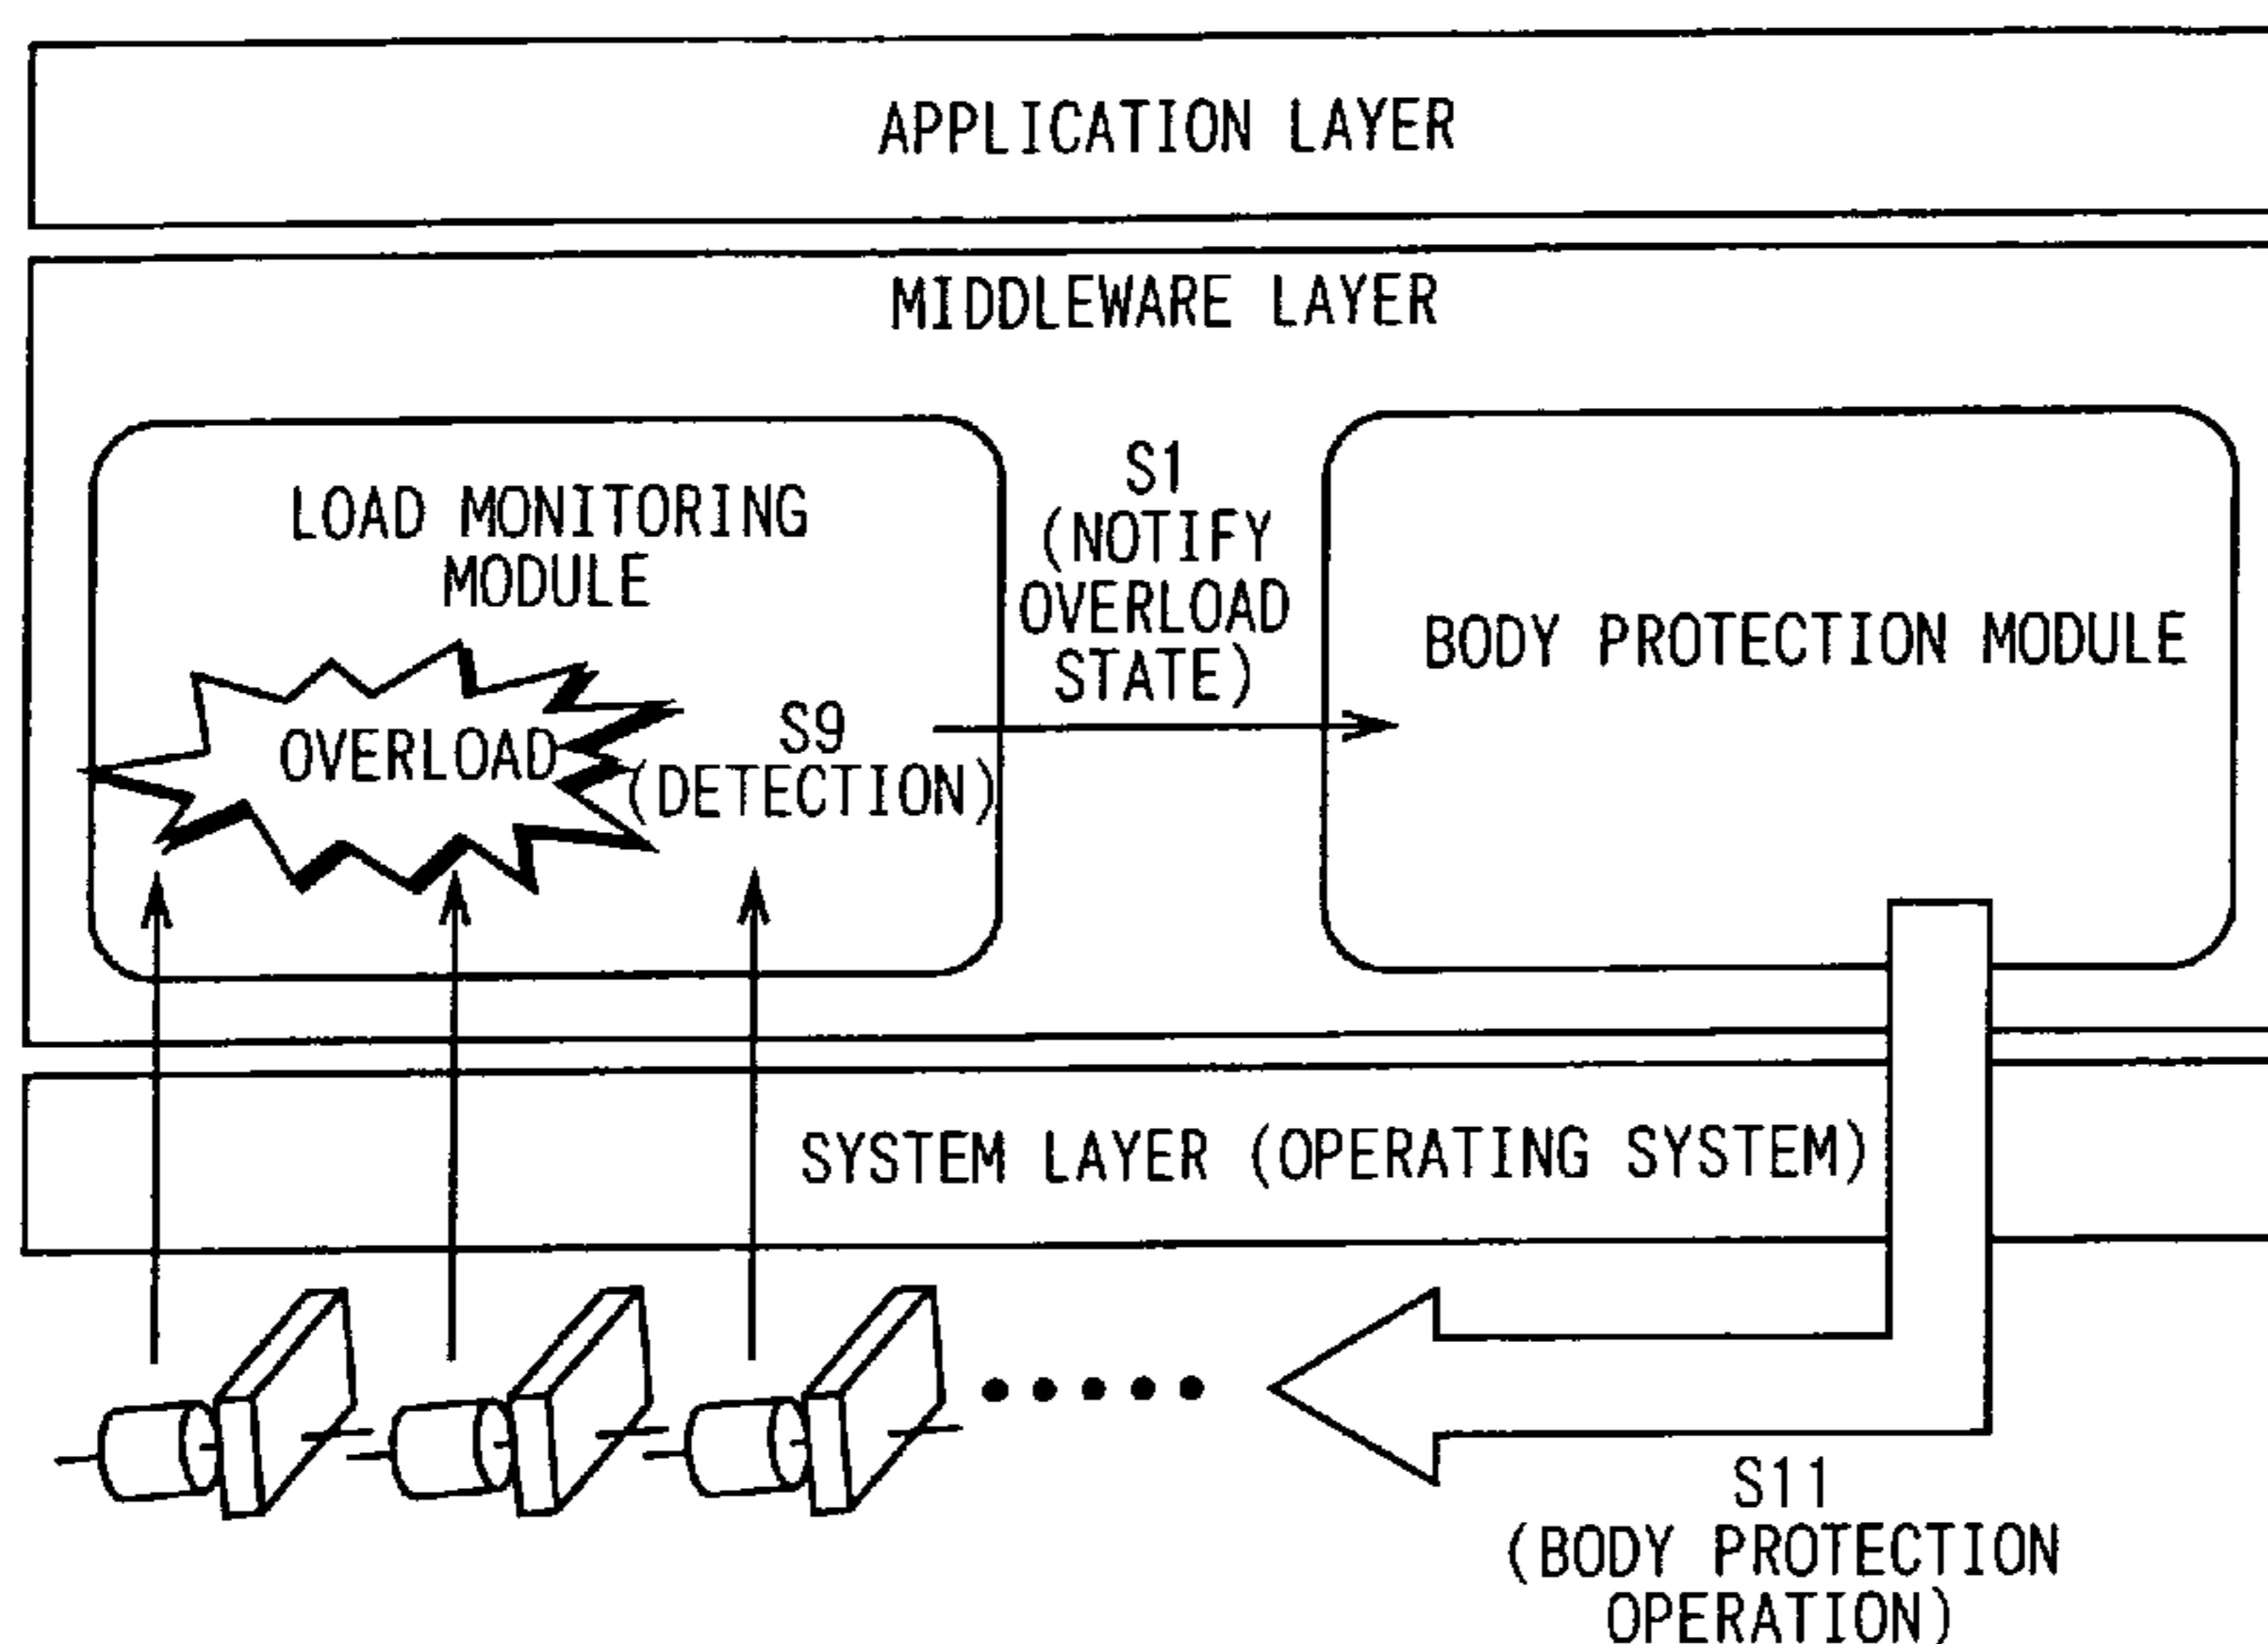 APPLICATION LAYER
MIDDLEWARE LAYER
LOAD MONITORING
MODULE
OVERLOAD
S9
(DETECTION)
S1
(NOTIFY
OVERLOAD
STATE)
BODY PROTECTION MODULE
SYSTEM LAYER (OPERATING SYSTEM)
S11
(BODY PROTECTION
OPERATION)